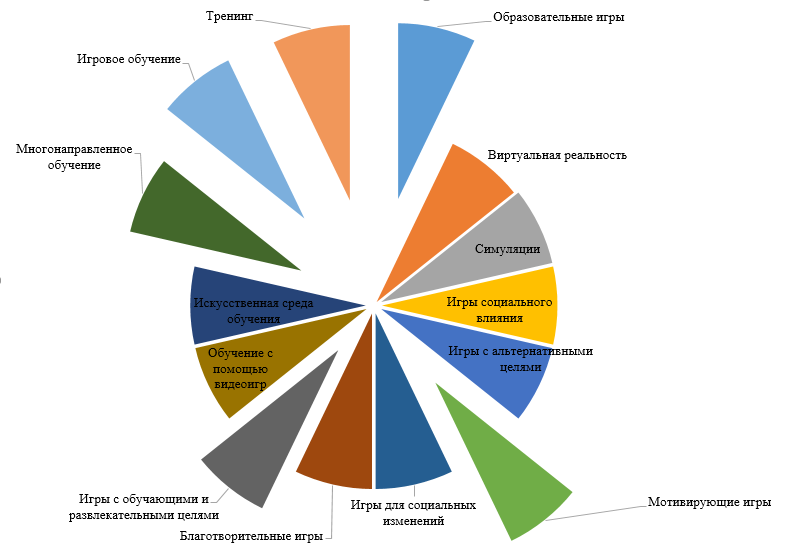 Тренинг
Образовательные игры
Игровое обучение
Многонаправленное
обучение
Виртуальная реальность
Симуляции
Игры социального
влияния
Искусственная среда
обучения
Игры с альтернативными
целями
Обучение с
помощью
видеоигр
Игры с обучающими и
развлекательными целями
Благотворительные игры
Игры для социальных
изменений
Мотивирующие игры